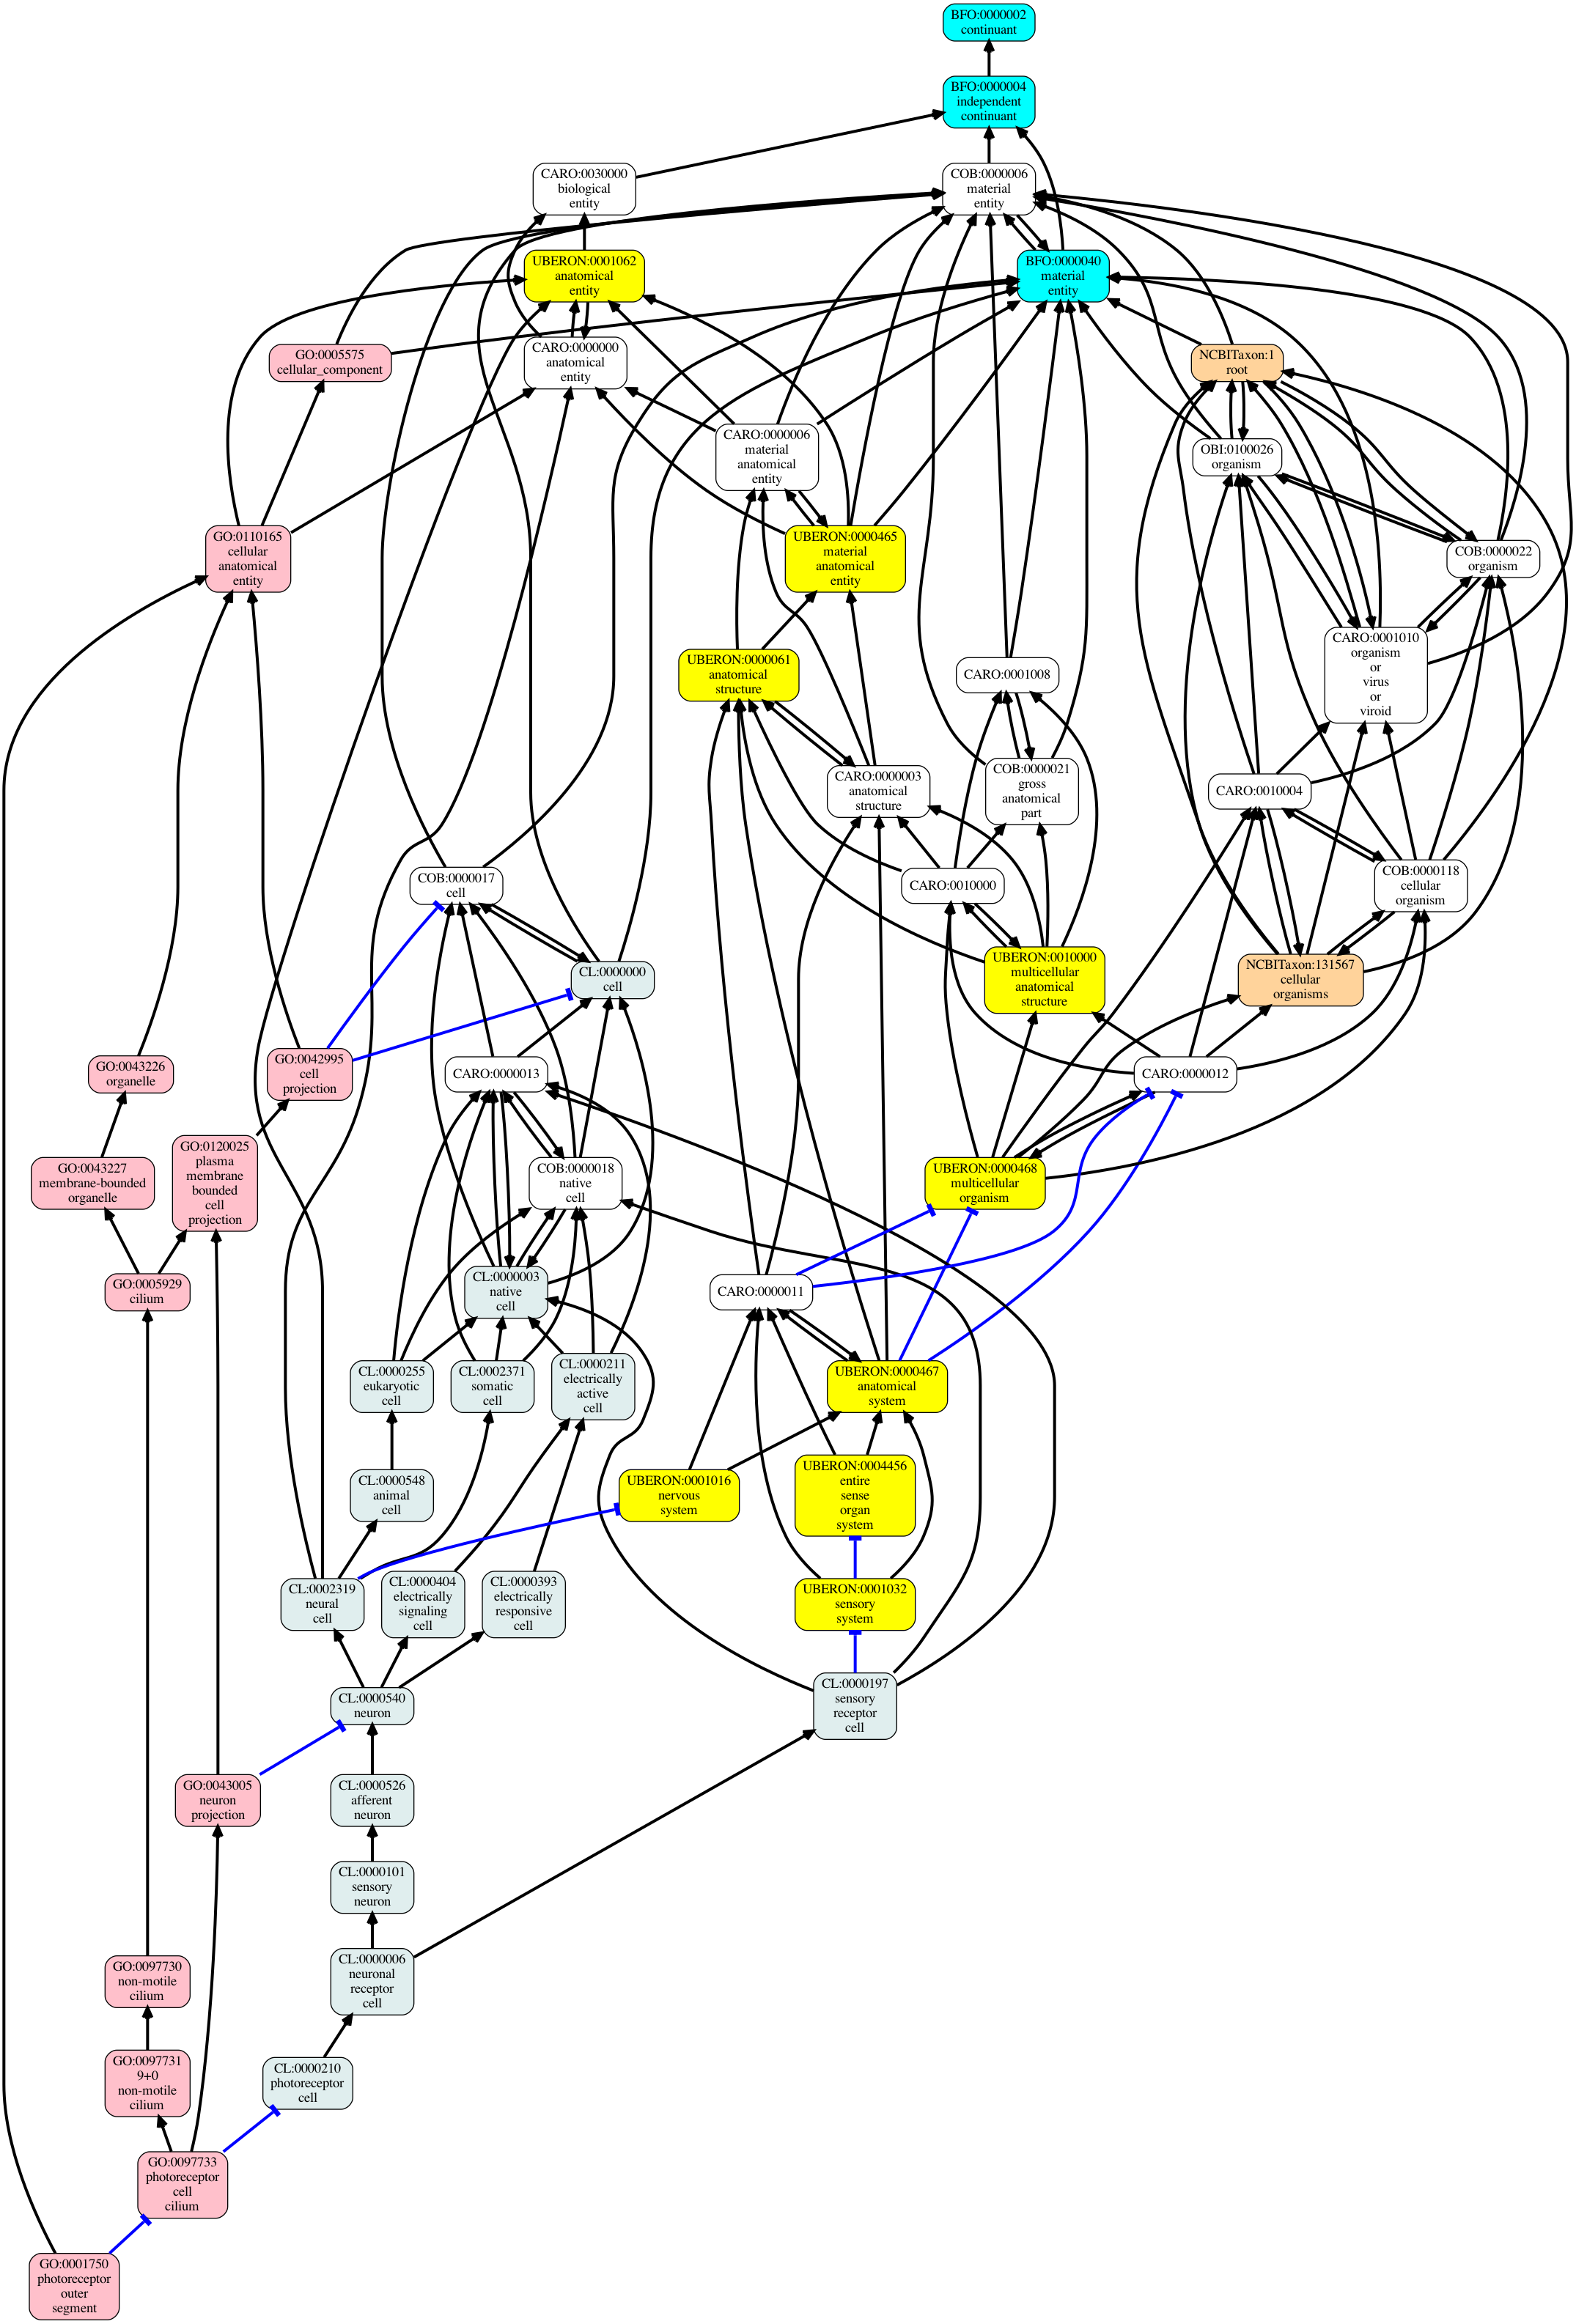 BFO:0000002
continuant
BFO:0000004
independent
continuant
CARO:0030000
biological
entity
COB:0000006
material
entity
UBERON:0001062
anatomical
entity
BFO:0000040
material
entity
GO:0005575
cellular_component
CARO:0000000
anatomical
entity
NCBITaxon:1
root
CARO:0000006
material
anatomical
entity
OBI:0100026
organism
GO:0110165
cellular
anatomical
entity
UBERON:0000465
material
anatomical
entity
COB:0000022
organism
CARO:0001010
organism
or
virus
or
viroid
UBERON:0000061
anatomical
structure
CARO:0001008
CARO:0000003
anatomical
structure
COB:0000021
gross
anatomical
part
CARO:0010004
COB:0000017
cell
CARO:0010000
COB:0000118
cellular
organism
CL:0000000
cell
UBERON:0010000
multicellular
anatomical
structure
NCBITaxon:131567
cellular
organisms
GO:0043226
organelle
GO:0042995
cell
projection
CARO:0000013
CARO:0000012
GO:0043227
membrane-bounded
organelle
GO:0120025
plasma
membrane
bounded
cell
projection
COB:0000018
native
cell
UBERON:0000468
multicellular
organism
GO:0005929
cilium
CL:0000003
native
cell
CARO:0000011
CL:0000255
eukaryotic
cell
CL:0002371
somatic
cell
CL:0000211
electrically
active
cell
UBERON:0000467
anatomical
system
CL:0000548
animal
cell
UBERON:0001016
nervous
system
UBERON:0004456
entire
sense
organ
system
CL:0002319
neural
cell
CL:0000404
electrically
signaling
cell
CL:0000393
electrically
responsive
cell
UBERON:0001032
sensory
system
CL:0000540
neuron
CL:0000197
sensory
receptor
cell
GO:0043005
neuron
projection
CL:0000526
afferent
neuron
CL:0000101
sensory
neuron
GO:0097730
non-motile
cilium
CL:0000006
neuronal
receptor
cell
GO:0097731
9+0
non-motile
cilium
CL:0000210
photoreceptor
cell
GO:0097733
photoreceptor
cell
cilium
GO:0001750
photoreceptor
outer
segment